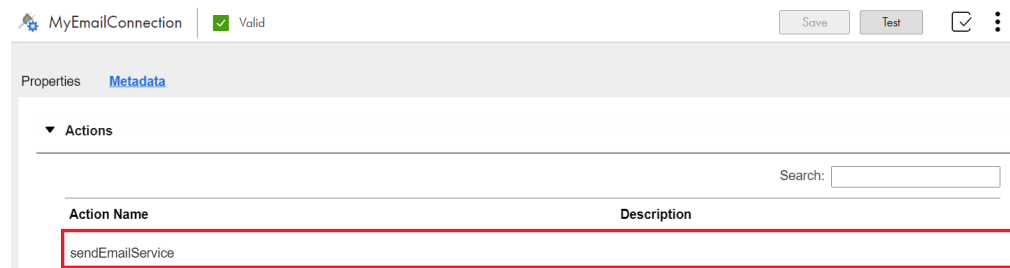 MyEmailConnection Valid Save Test
Properties Metadata
Actions
Search:
Action Name Description
sendEmailService